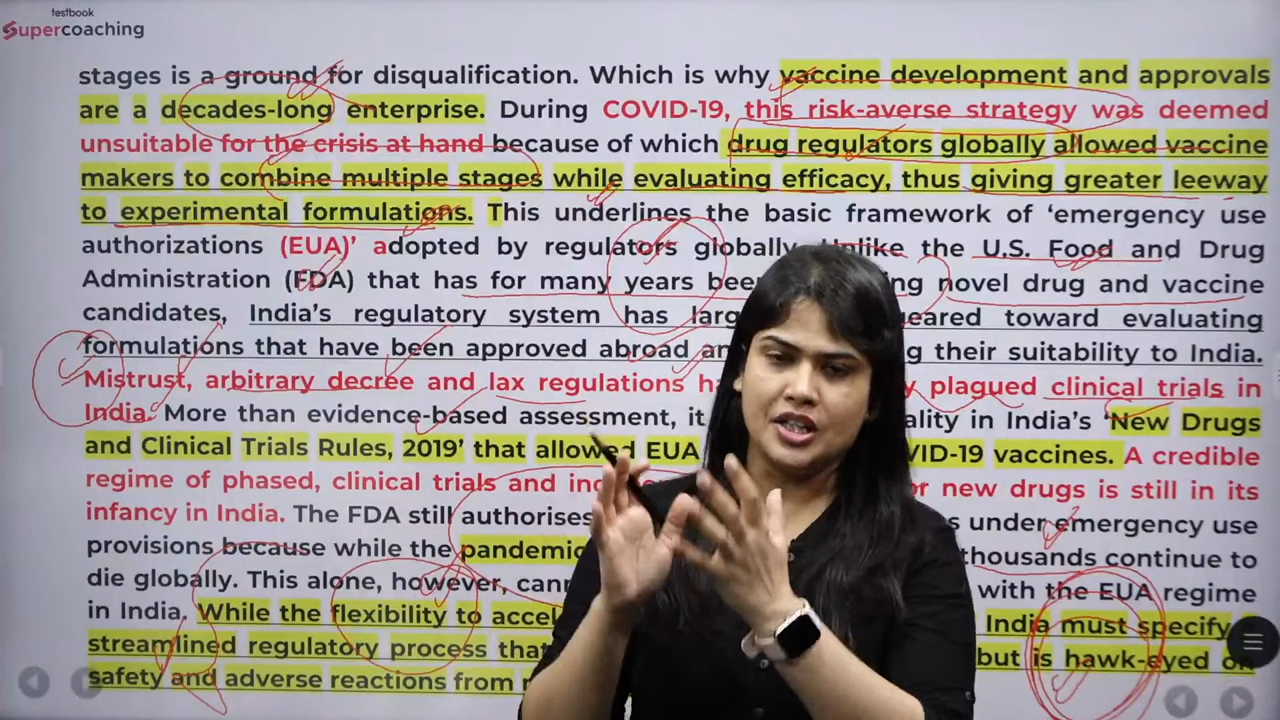 testbook
Supercoaching
stages is a ground for disqualification. Which is why vaccine development and approvals
are a decades-long enterprise. During COVID-19, this risk-averse strategy was deemed
unsuitable for the crisis at hand because of which drug regulators globally allowed vaccine
makers to combine multiple stages while evaluating efficacy, thus giving greater leeway
to experimental formulations. This underlines the basic framework of ‘emergency use
authorizations (EUA)’ adopted by regulators globally. Unlike the U.S. Food and Drug
Administration (FDA) that has for many years been ng novel drug and vaccine
candidates, India’s regulatory system has larg eared toward evaluating
formulations that have been approved abroad an g their suitability to India.
Mistrust, arbitrary decree and lax regulations ha y plagued clinical trials in
India. More than evidence-based assessment, it ality in India’s ‘New Drugs
and Clinical Trials Rules, 2019’ that allowed EUA VID-19 vaccines. A credible
regime of phased, clinical trials and ind or new drugs is still in its
infancy in India. The FDA still authorises s under emergency use
provisions because while the pandemic thousands continue to
die globally. This alone, however, cann with the EUA regime
in India, While the flexibility to accel India must specify
streamlined regulatory process that but is hawk-eyed on
safety and adverse reactions from